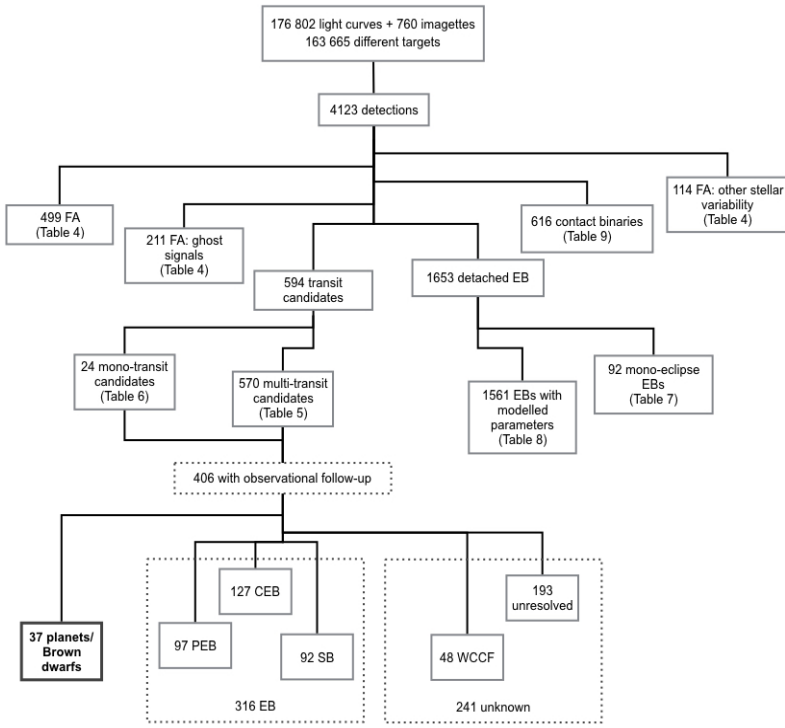 176 802 light curves + 760 imagettes
163 665 different targets
4123 detections
499 FA
(Table 4)
211 FA: ghost
signals
(Table 4)
594 transit
candidates
1653 detached EB
616 contact binaries
(Table 9)
114 FA: other stellar
variability
(Table 4)
24 mono-transit
candidates
(Table 6)
570 multi-transit
candidates
(Table 5)
1561 EBs with
modelled
parameters
(Table 8)
92 mono-eclipse
EBs
(Table 7)
406 with observational follow-up
37 planets/
Brown
dwarfs
97 PEB
127 CEB
92 SB
316 EB
48 WCCF
193
unresolved
241 unknown